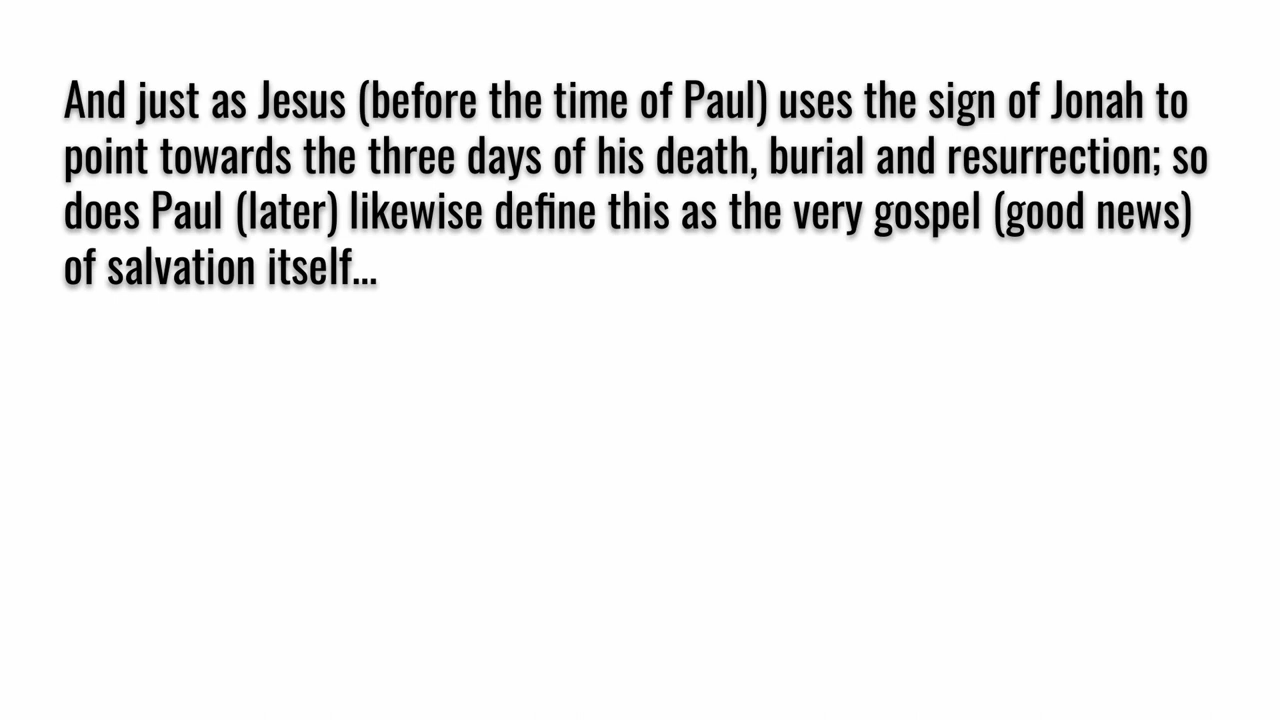 And just as Jesus (before the time of Paul) uses the sign of Jonah to
point towards the three days of his death, burial and resurrection; so
does Paul (later) likewise define this as the very gospel (good news)
of salvation itself...